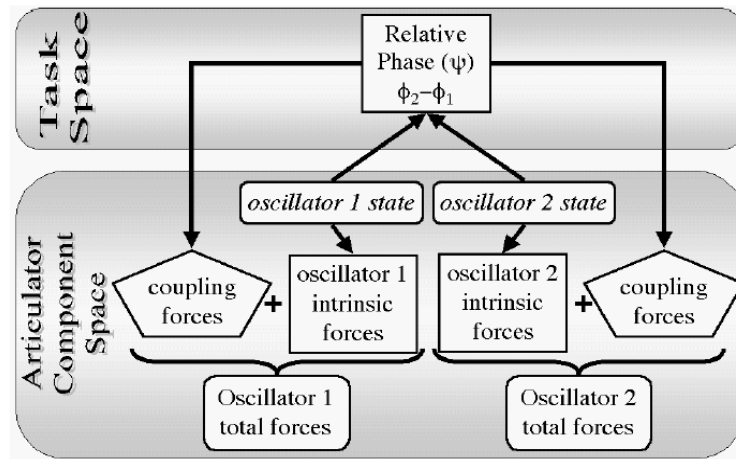 Task
Space
Relative
Phase (ψ)
ϕ₂–ϕ₁
Articulator
Component
Space
oscillator 1 state
oscillator 2 state
coupling
forces
+
oscillator 1
intrinsic
forces
oscillator 2
intrinsic
forces
+
coupling
forces
Oscillator 1
total forces
Oscillator 2
total forces